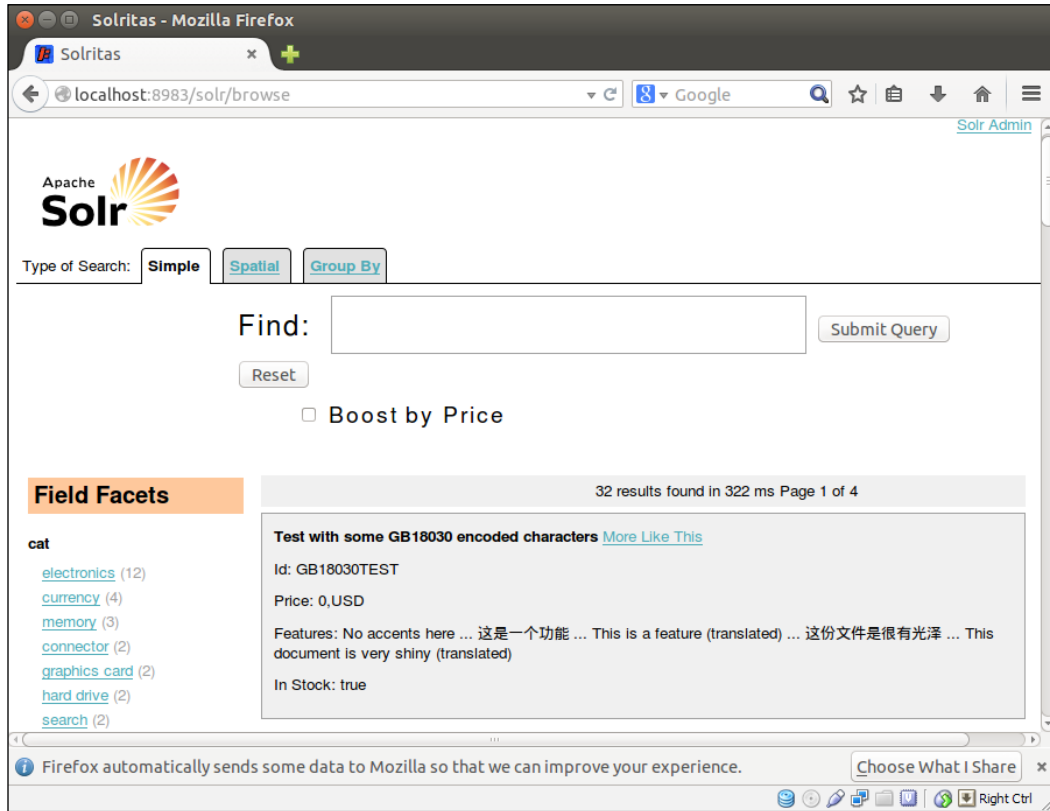 Solritas - Mozilla Firefox
Solritas
localhost:8983/solr/browse
Google
Solr Admin
Apache
Solr
Type of Search: Simple Spatial Group By
Find: Submit Query
Reset
Boost by Price
Field Facets
32 results found in 322 ms Page 1 of 4
cat
electronics (12)
currency (4)
memory (3)
connector (2)
graphics card (2)
hard drive (2)
search (2)
Test with some GB18030 encoded characters More Like This
Id: GB18030TEST
Price: 0,USD
Features: No accents here ... 这是一个功能 ... This is a feature (translated) ... 这份文件是很有光泽 ... This
document is very shiny (translated)
In Stock: true
Firefox automatically sends some data to Mozilla so that we can improve your experience. Choose What I Share
Right Ctrl